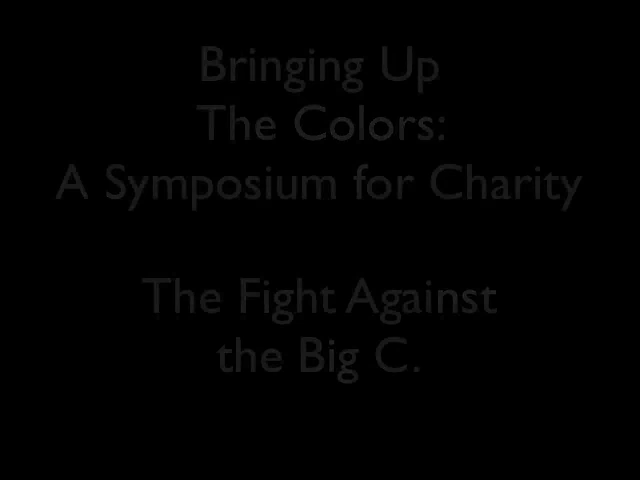 Bringing Up
The Colors:
A Symposium for Charity
The Fight Against
the Big C.